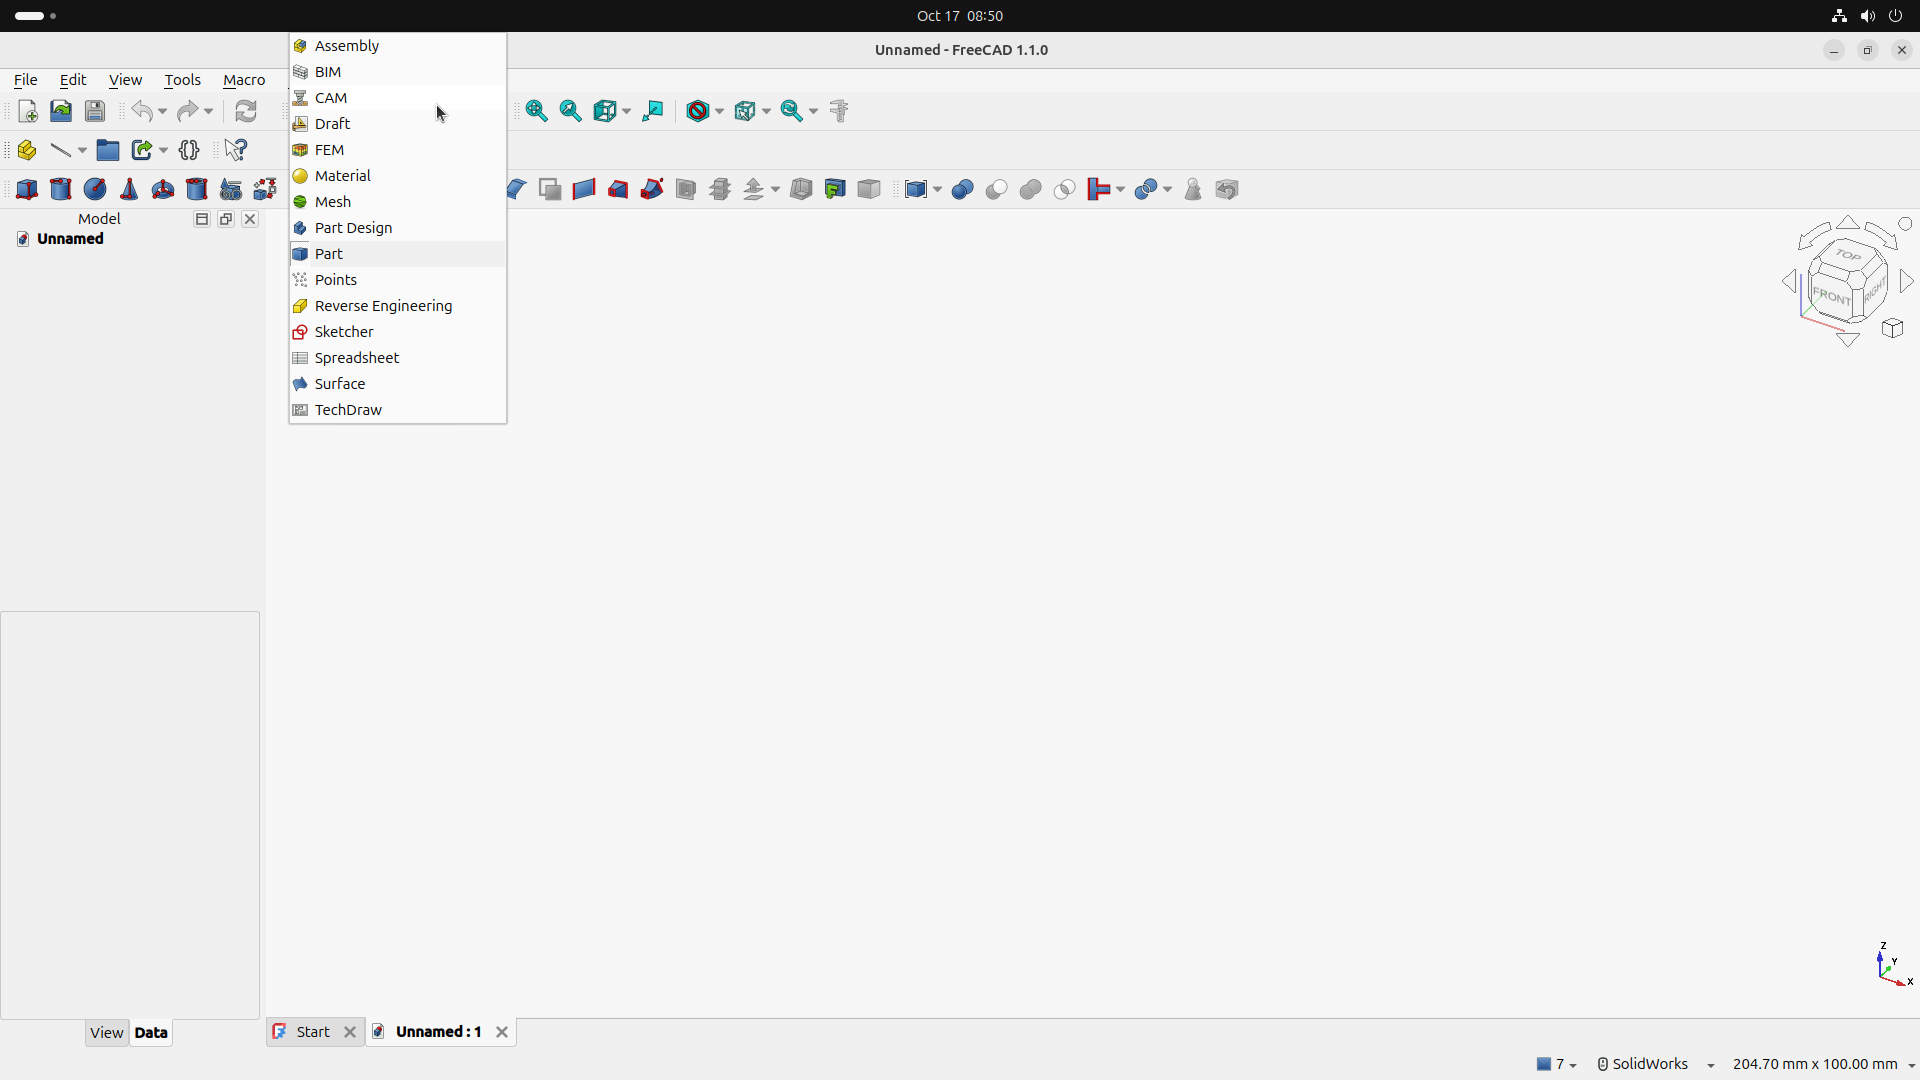 Oct 17 08:50
Unnamed - FreeCAD 1.1.0
File Edit View Tools Macro
Assembly
BIM
CAM
Draft
FEM
Material
Mesh
Part Design
Part
Points
Reverse Engineering
Sketcher
Spreadsheet
Surface
TechDraw
Model
Unnamed
TOP
FRONT
RIGHT
Z
Y
X
View Data
Start
Unnamed : 1
7
SolidWorks
204.70 mm x 100.00 mm